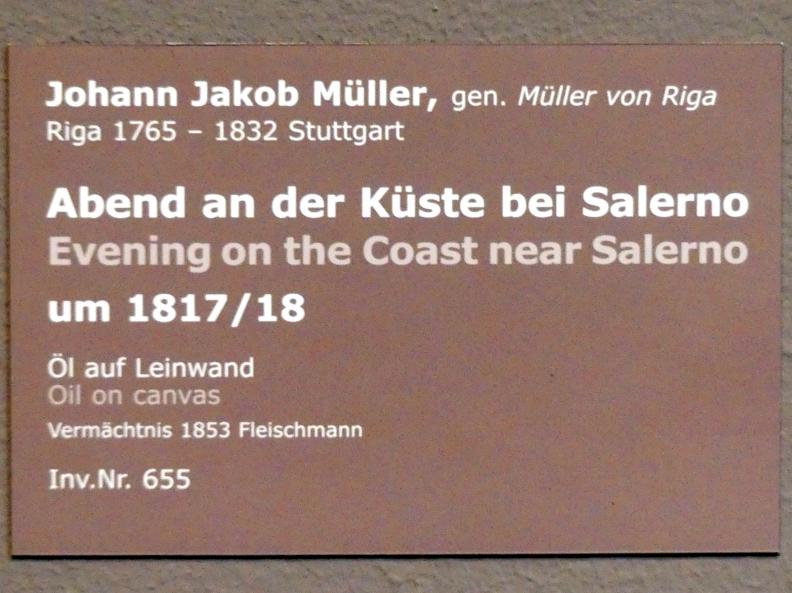 Johann Jakob Müller, gen. Müller von Riga
Riga 1765 – 1832 Stuttgart
Abend an der Küste bei Salerno
Evening on the Coast near Salerno
um 1817/18
Öl auf Leinwand
Oil on canvas
Vermächtnis 1853 Fleischmann
Inv.Nr. 655